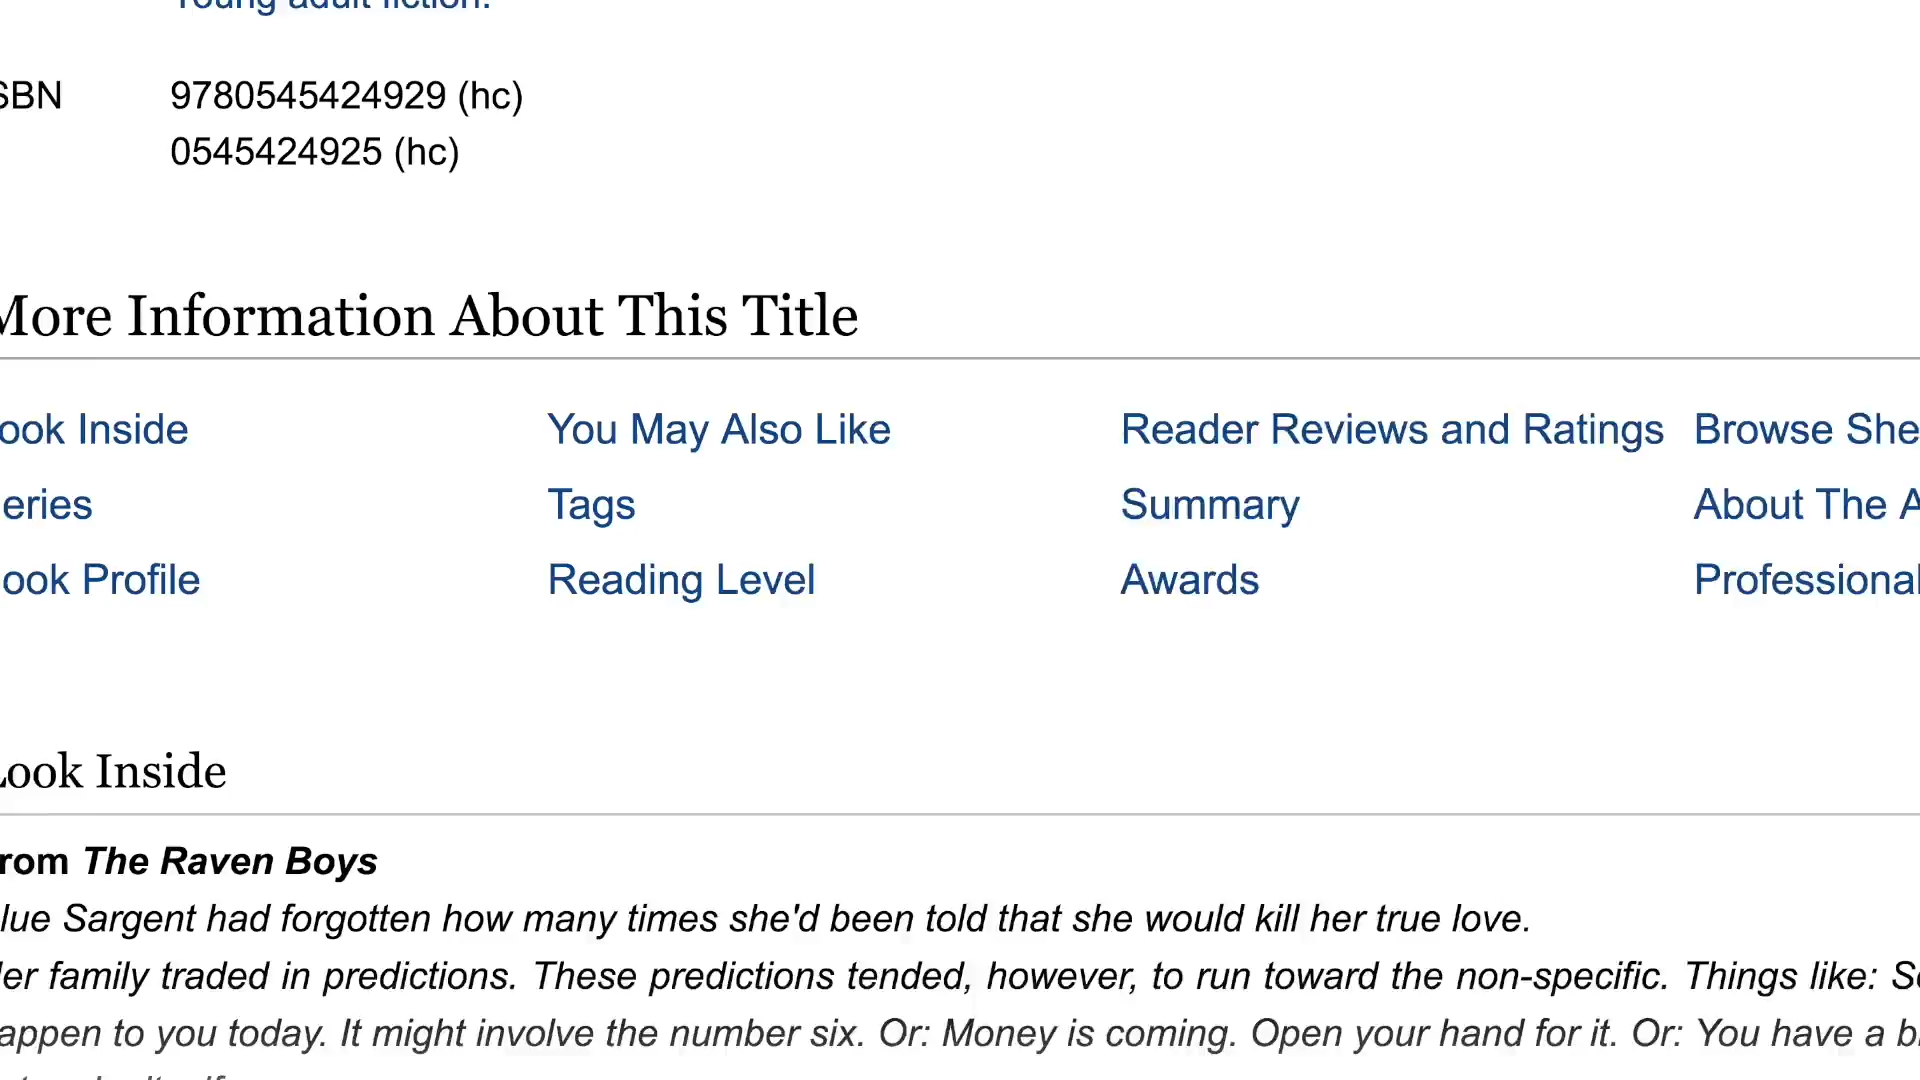 Young adult fiction.
SBN 9780545424929 (hc)
0545424925 (hc)
More Information About This Title
ook Inside You May Also Like Reader Reviews and Ratings Browse She
eries Tags Summary About The A
ook Profile Reading Level Awards Professional
Look Inside
rom The Raven Boys
lue Sargent had forgotten how many times she'd been told that she would kill her true love.
er family traded in predictions. These predictions tended, however, to run toward the non-specific. Things like: S
appen to you today. It might involve the number six. Or: Money is coming. Open your hand for it. Or: You have a b